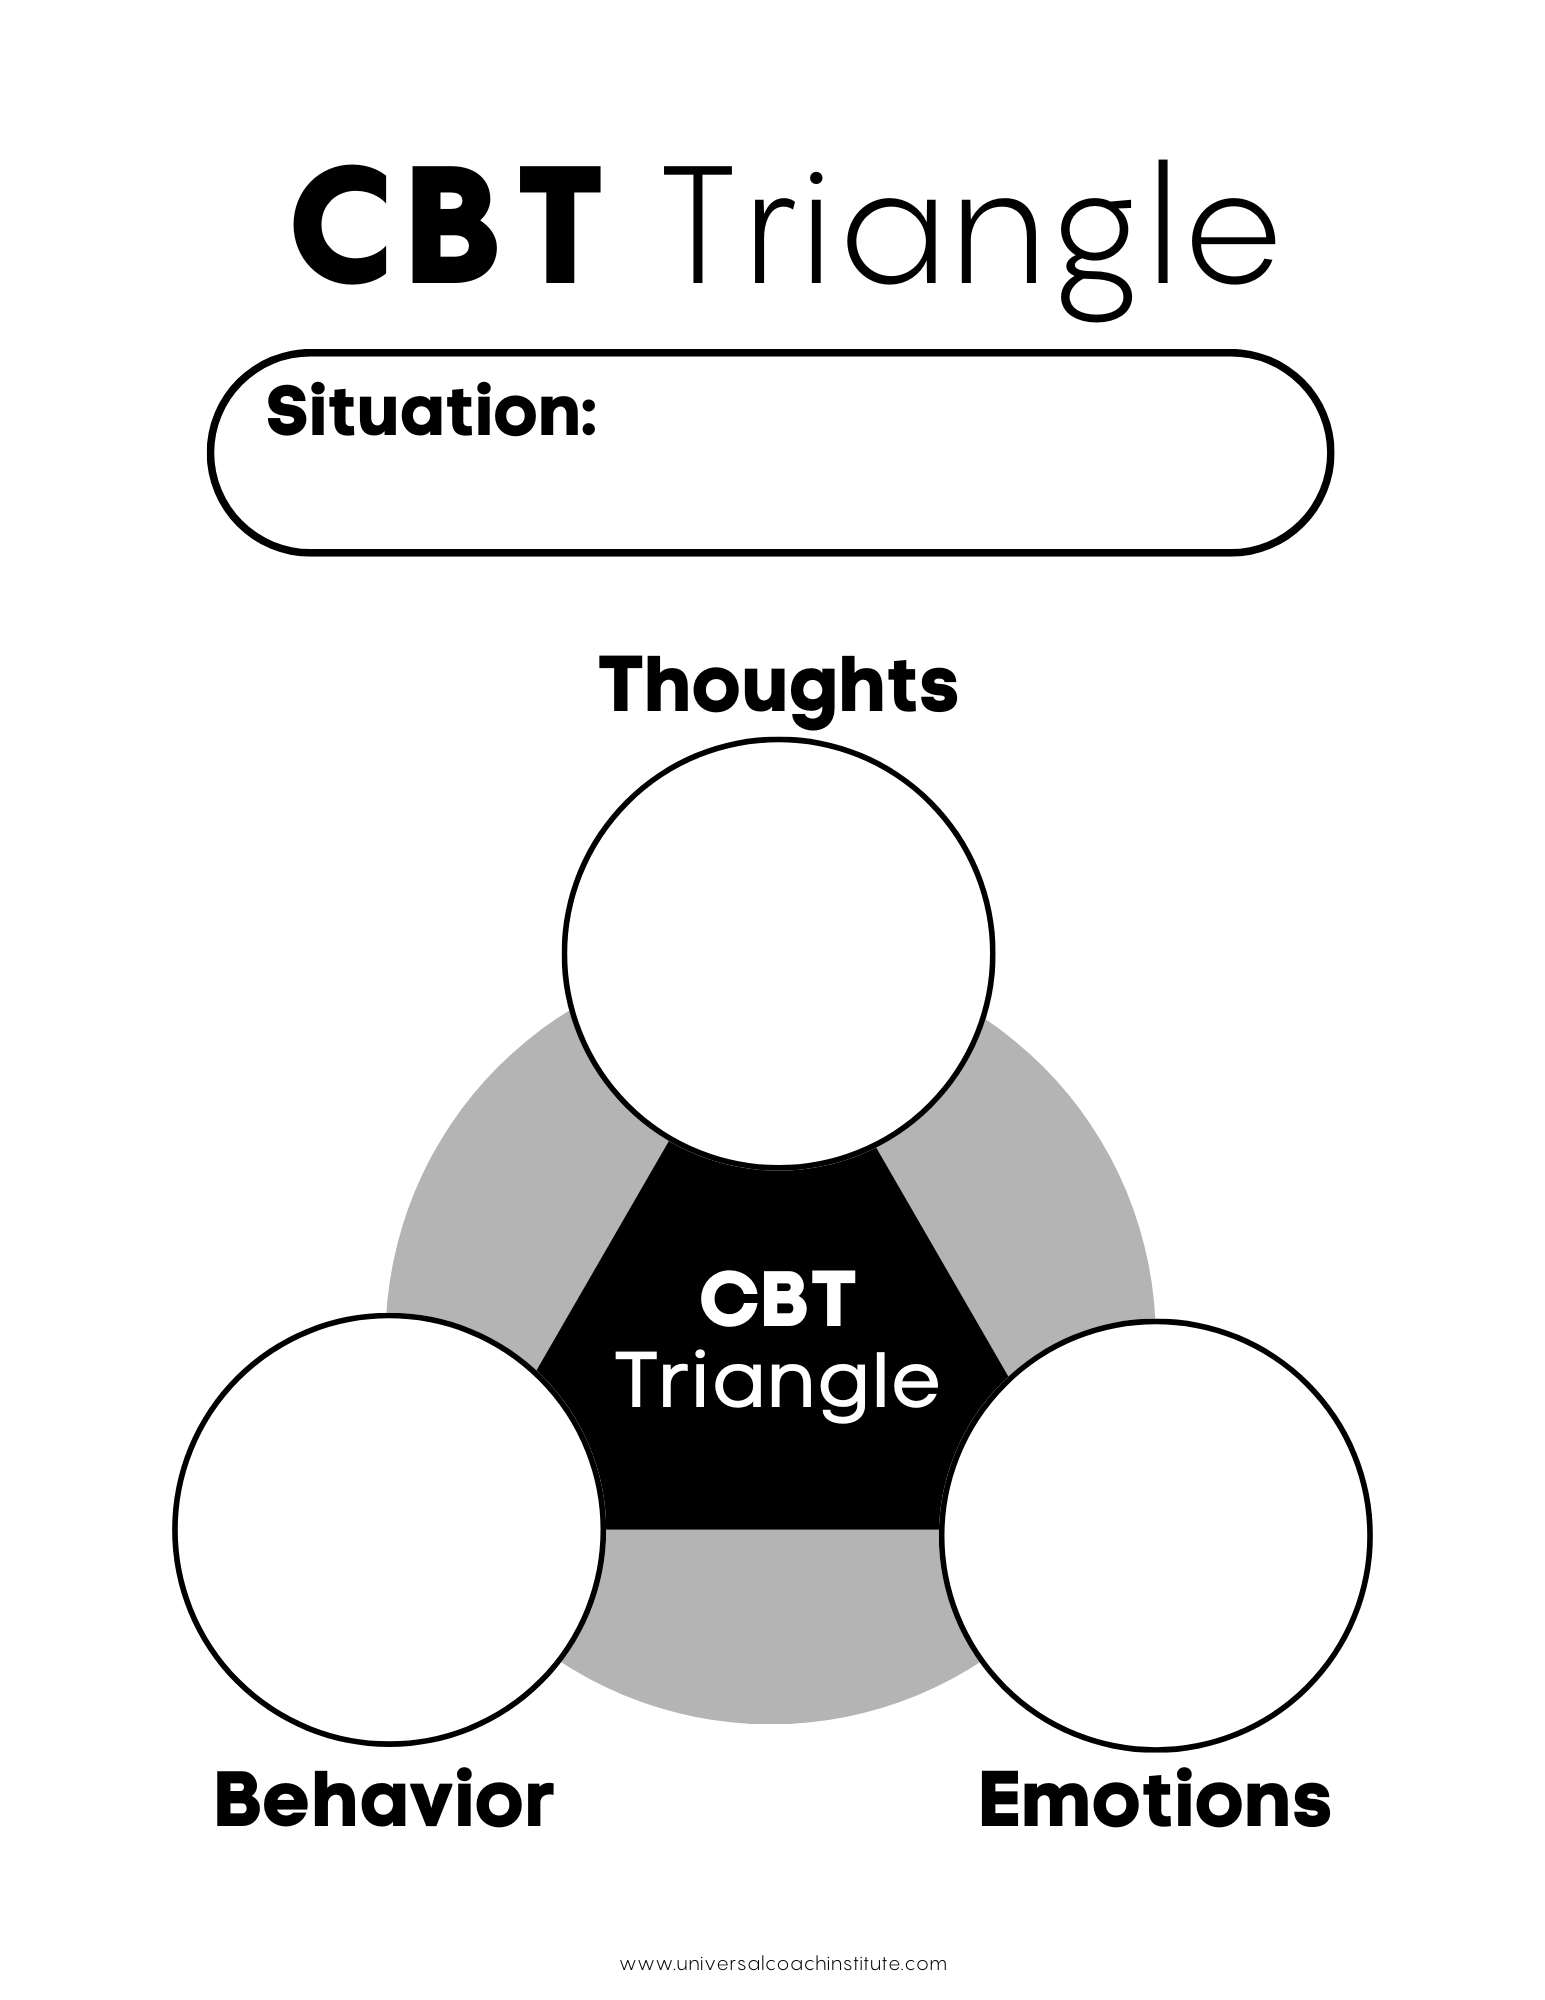 CBT Triangle
Situation:
Thoughts
CBT
Triangle
Behavior
Emotions
www.universalcoachinstitute.com